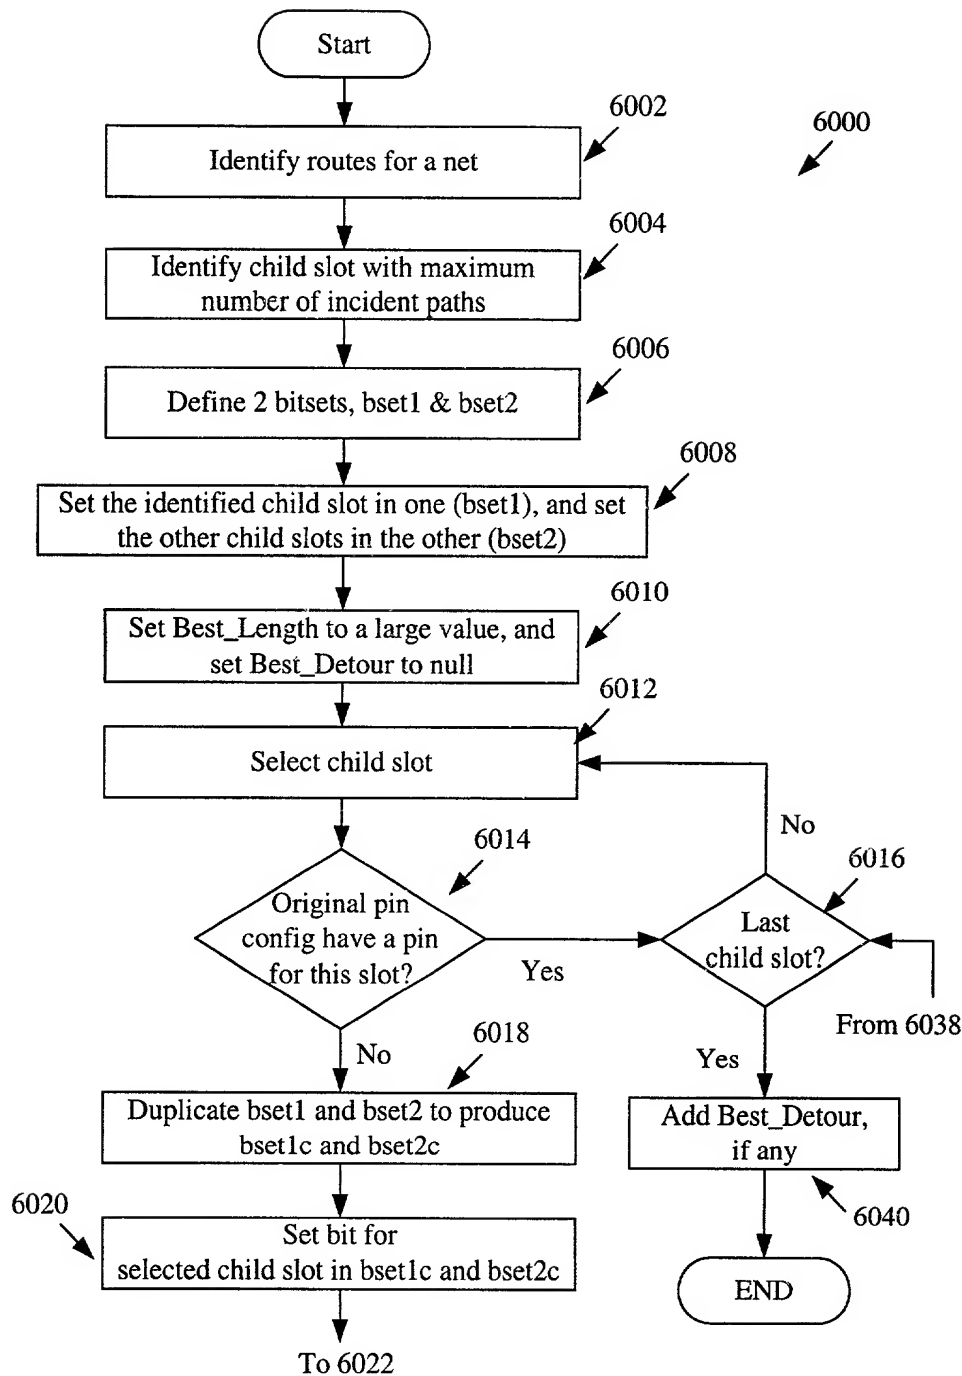 Start
6002
6000
Identify routes for a net
6004
Identify child slot with maximum
number of incident paths
6006
Define 2 bitsets, bset1 & bset2
6008
Set the identified child slot in one (bset1), and set
the other child slots in the other (bset2)
6010
Set Best_Length to a large value, and
set Best_Detour to null
6012
Select child slot
No
6014
6016
Original pin
config have a pin
for this slot?
Yes
Last
child slot?
From 6038
No
6018
Yes
Duplicate bset1 and bset2 to produce
bset1c and bset2c
Add Best_Detour,
if any
6020
6040
Set bit for
selected child slot in bset1c and bset2c
END
To 6022